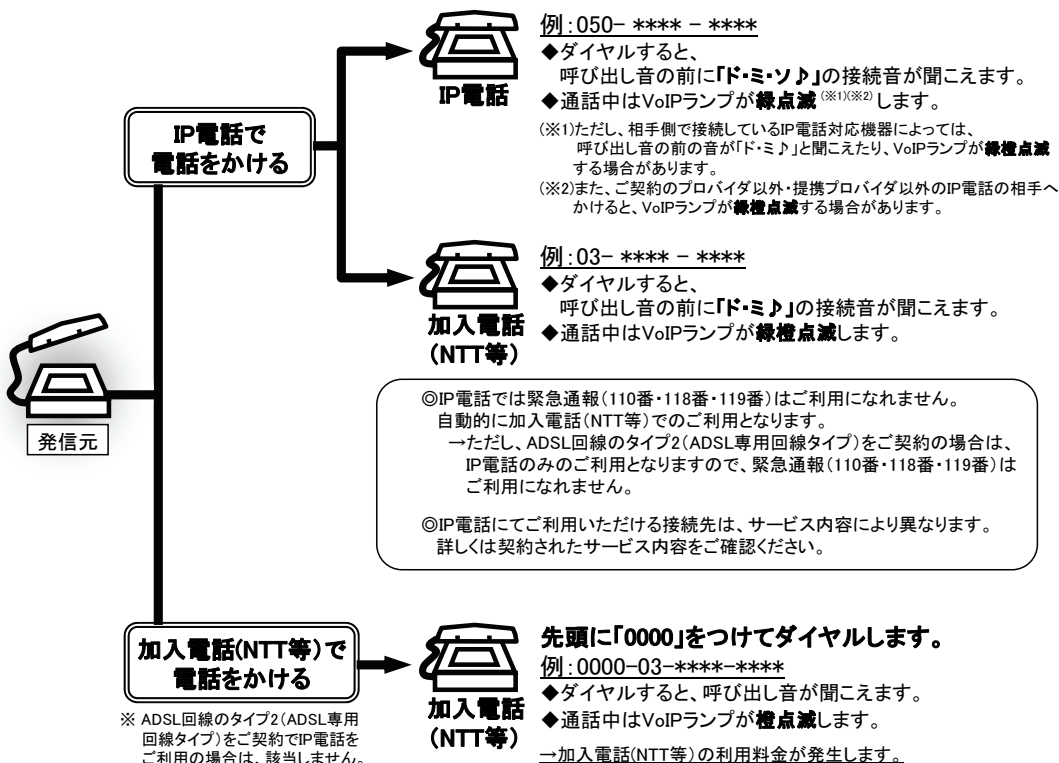 例：050- **** - ****
◆ダイヤルすると、
呼び出し音の前に「ド・ミ・ソ♪」の接続音が聞こえます。
◆通話中はVoIPランプが緑点滅(※1)(※2)します。
(※1)ただし、相手側で接続しているIP電話対応機器によっては、
呼び出し音の前の音が「ド・ミ♪」と聞こえたり、VoIPランプが緑橙点滅
する場合があります。
(※2)また、ご契約のプロバイダ以外・提携プロバイダ以外のIP電話の相手へ
かけると、VoIPランプが緑橙点滅する場合があります。
IP電話
IP電話で
電話をかける
例：03- **** - ****
◆ダイヤルすると、
呼び出し音の前に「ド・ミ♪」の接続音が聞こえます。
◆通話中はVoIPランプが緑橙点滅します。
加入電話
(NTT等)
発信元
◎IP電話では緊急通報(110番・118番・119番)はご利用になれません。
自動的に加入電話(NTT等)でのご利用となります。
→ただし、ADSL回線のタイプ2(ADSL専用回線タイプ)をご契約の場合は、
IP電話のみのご利用となりますので、緊急通報(110番・118番・119番)は
ご利用になれません。
◎IP電話にてご利用いただける接続先は、サービス内容により異なります。
詳しくは契約されたサービス内容をご確認ください。
加入電話(NTT等)で
電話をかける
※ ADSL回線のタイプ2(ADSL専用
回線タイプ)をご契約でIP電話を
ご利用の場合は、該当しません。
加入電話
(NTT等)
先頭に「0000」をつけてダイヤルします。
例：0000-03-****-****
◆ダイヤルすると、呼び出し音が聞こえます。
◆通話中はVoIPランプが橙点滅します。
→加入電話(NTT等)の利用料金が発生します。